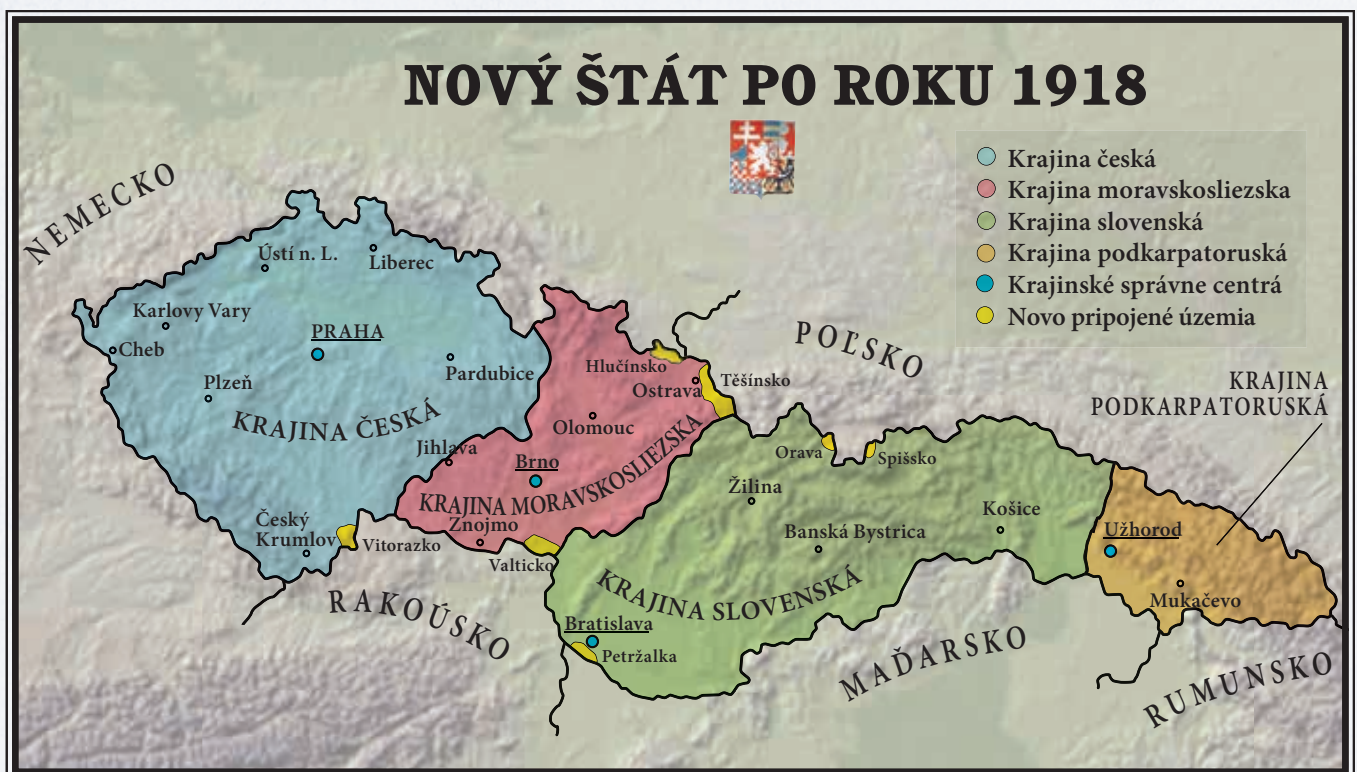 NOVÝ ŠTÁT PO ROKU 1918
Krajina česká
Krajina moravskosliezska
Krajina slovenská
Krajina podkarpatoruská
Krajinské správne centrá
Novo pripojené územia
NEMECKO
POĽSKO
RAKOÚSKO
MAĎARSKO
RUMUNSKO
KRAJINA
PODKARPATORUSKÁ
Ústí n. L.
Liberec
Karlovy Vary
Cheb
PRAHA
Plzeň
Pardubice
KRAJINA ČESKÁ
Jihlava
Český
Krumlov
Vitorazko
Hlučínsko
Ostrava
Těšínsko
Olomouc
Brno
KRAJINA MORAVSKOSLIEZSKA
Znojmo
Valticko
Orava
Spišsko
Žilina
Banská Bystrica
Košice
KRAJINA SLOVENSKÁ
Bratislava
Petržalka
Užhorod
Mukačevo